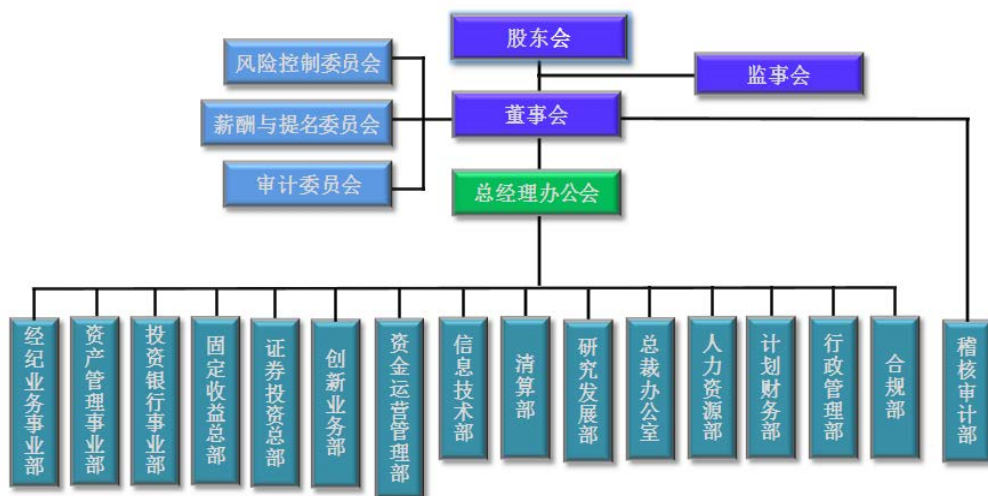 股东会
风险控制委员会
监事会
薪酬与提名委员会
董事会
审计委员会
总经理办公会
经纪业务事业部
资产管理事业部
投资银行事业部
固定收益总部
证券投资总部
创新业务部
资金运营管理部
信息技术部
清算部
研究发展部
总裁办公室
人力资源部
计划财务部
行政管理部
合规部
稽核审计部